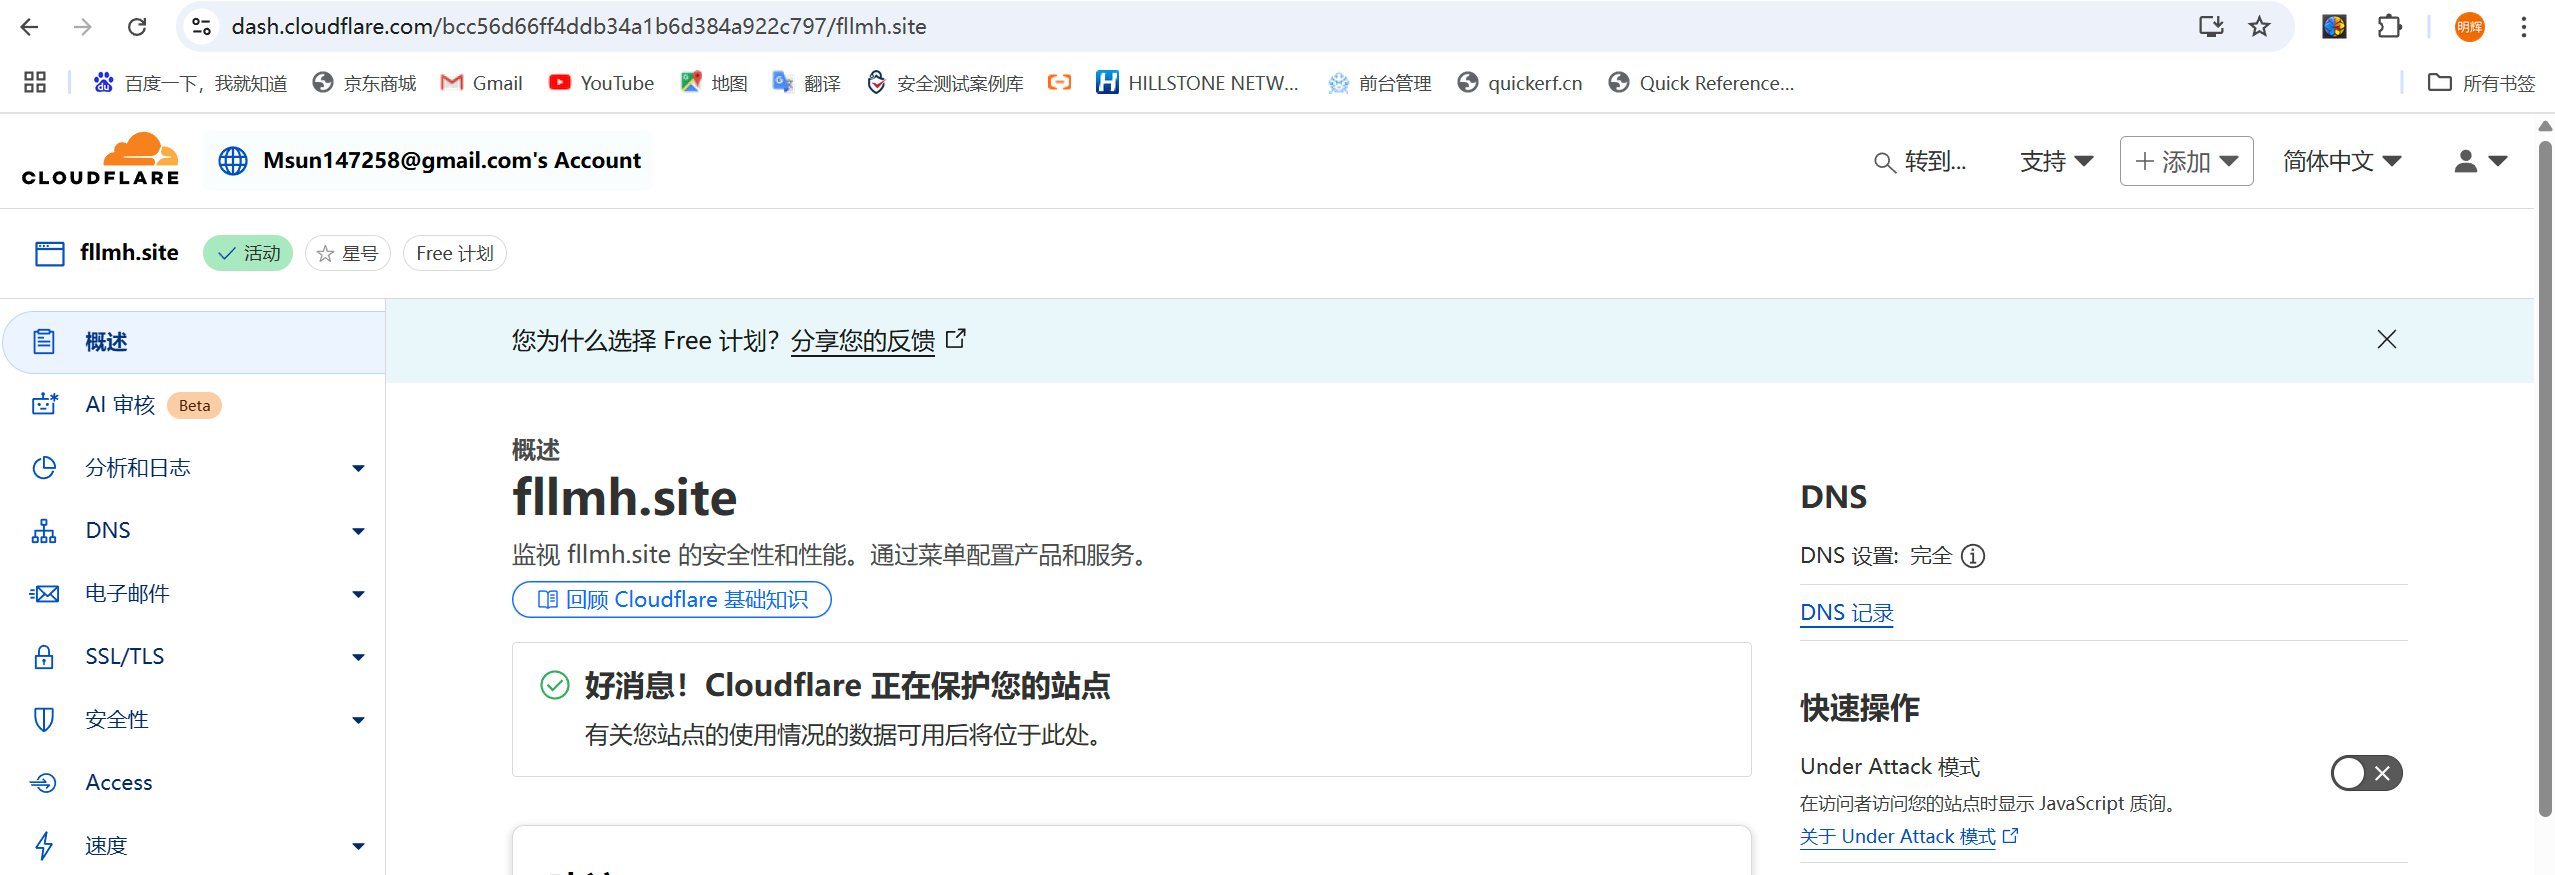 dash.cloudflare.com/bcc56d66ff4ddb34a1b6d384a922c797/fllmh.site
明辉
百度一下，我就知道 京东商城 Gmail YouTube 地图 翻译 安全测试案例库 HILLSTONE NETW... 前台管理 quickerf.cn Quick Reference... 所有书签
CLOUDFLARE
Msun147258@gmail.com's Account
转到... 支持 添加 简体中文
fllmh.site 活动 星号 Free 计划
概述
AI 审核 Beta
分析和日志
DNS
电子邮件
SSL/TLS
安全性
Access
速度
您为什么选择 Free 计划？分享您的反馈
概述
fllmh.site
监视 fllmh.site 的安全性和性能。通过菜单配置产品和服务。
回顾 Cloudflare 基础知识
好消息！Cloudflare 正在保护您的站点
有关您站点的使用情况的数据可用后将位于此处。
DNS
DNS 设置: 完全
DNS 记录
快速操作
Under Attack 模式
在访问者访问您的站点时显示 JavaScript 质询。
关于 Under Attack 模式